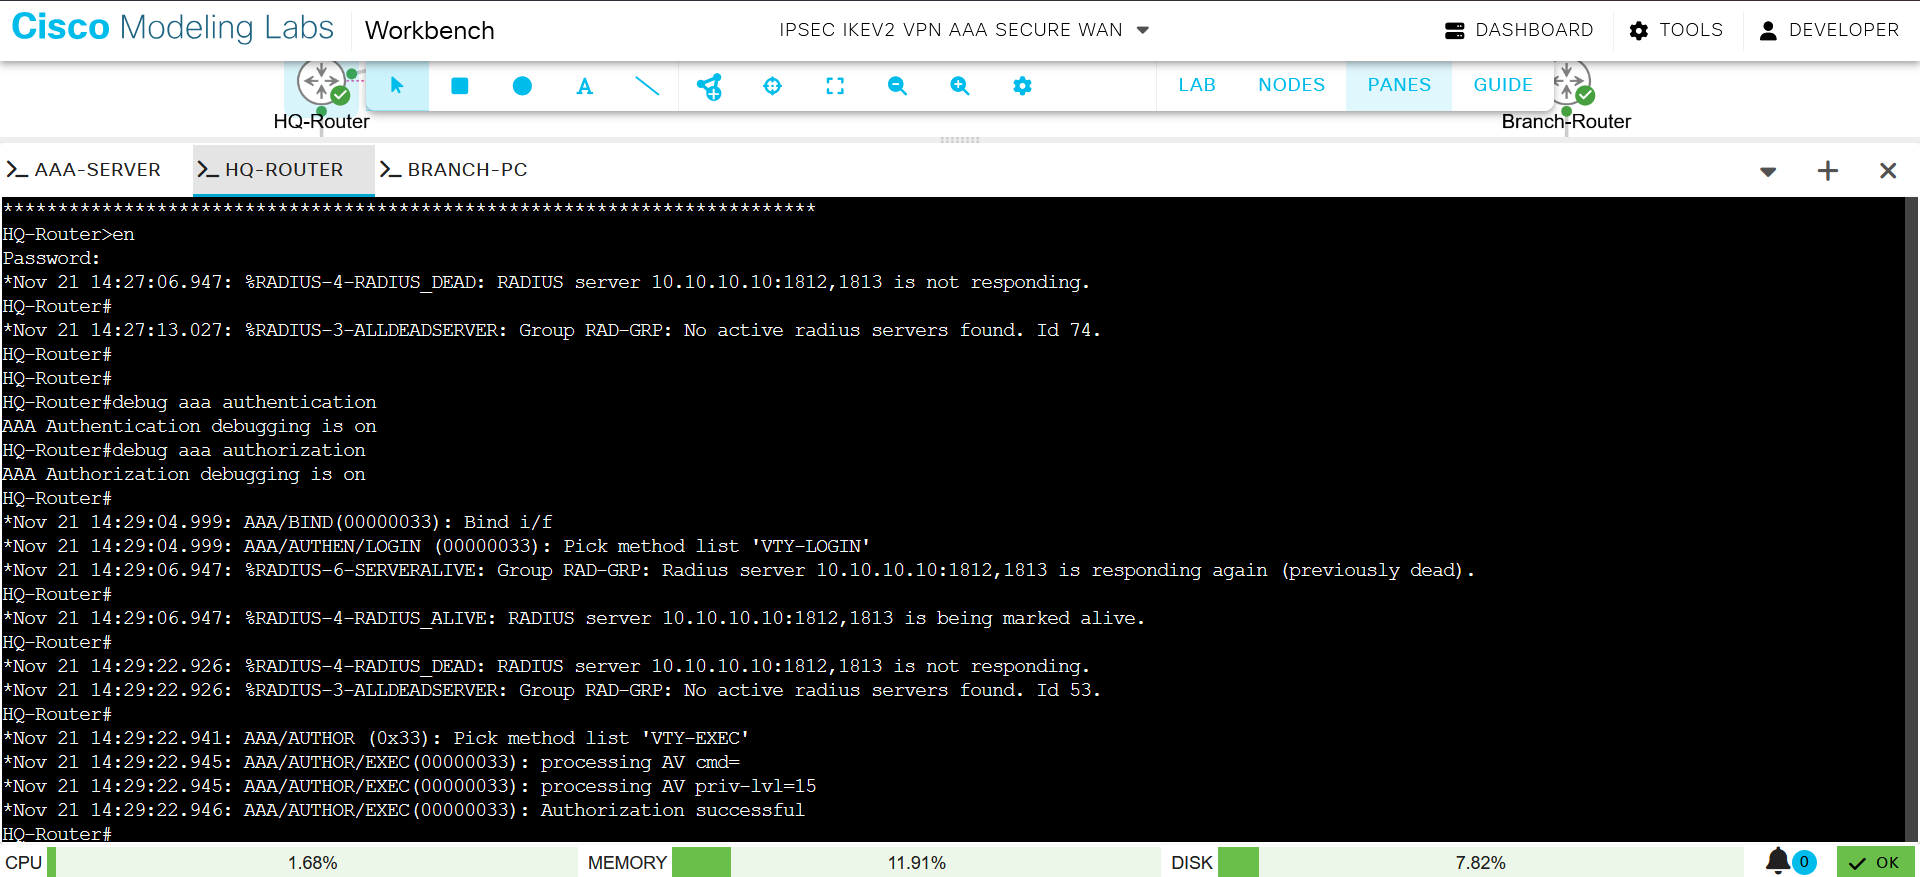 Cisco Modeling Labs Workbench IPSEC IKEV2 VPN AAA SECURE WAN DASHBOARD TOOLS DEVELOPER
A LAB NODES PANES GUIDE
HQ-Router Branch-Router
AAA-SERVER HQ-ROUTER BRANCH-PC
**************************************************************************
HQ-Router>en
Password:
*Nov 21 14:27:06.947: %RADIUS-4-RADIUS_DEAD: RADIUS server 10.10.10.10:1812,1813 is not responding.
HQ-Router#
*Nov 21 14:27:13.027: %RADIUS-3-ALLDEADSERVER: Group RAD-GRP: No active radius servers found. Id 74.
HQ-Router#
HQ-Router#
HQ-Router#debug aaa authentication
AAA Authentication debugging is on
HQ-Router#debug aaa authorization
AAA Authorization debugging is on
HQ-Router#
*Nov 21 14:29:04.999: AAA/BIND(00000033): Bind i/f
*Nov 21 14:29:04.999: AAA/AUTHEN/LOGIN (00000033): Pick method list 'VTY-LOGIN'
*Nov 21 14:29:06.947: %RADIUS-6-SERVERALIVE: Group RAD-GRP: Radius server 10.10.10.10:1812,1813 is responding again (previously dead).
HQ-Router#
*Nov 21 14:29:06.947: %RADIUS-4-RADIUS_ALIVE: RADIUS server 10.10.10.10:1812,1813 is being marked alive.
HQ-Router#
*Nov 21 14:29:22.926: %RADIUS-4-RADIUS_DEAD: RADIUS server 10.10.10.10:1812,1813 is not responding.
*Nov 21 14:29:22.926: %RADIUS-3-ALLDEADSERVER: Group RAD-GRP: No active radius servers found. Id 53.
HQ-Router#
*Nov 21 14:29:22.941: AAA/AUTHOR (0x33): Pick method list 'VTY-EXEC'
*Nov 21 14:29:22.945: AAA/AUTHOR/EXEC(00000033): processing AV cmd=
*Nov 21 14:29:22.945: AAA/AUTHOR/EXEC(00000033): processing AV priv-lvl=15
*Nov 21 14:29:22.946: AAA/AUTHOR/EXEC(00000033): Authorization successful
HQ-Router#
CPU 1.68% MEMORY 11.91% DISK 7.82% 0 OK